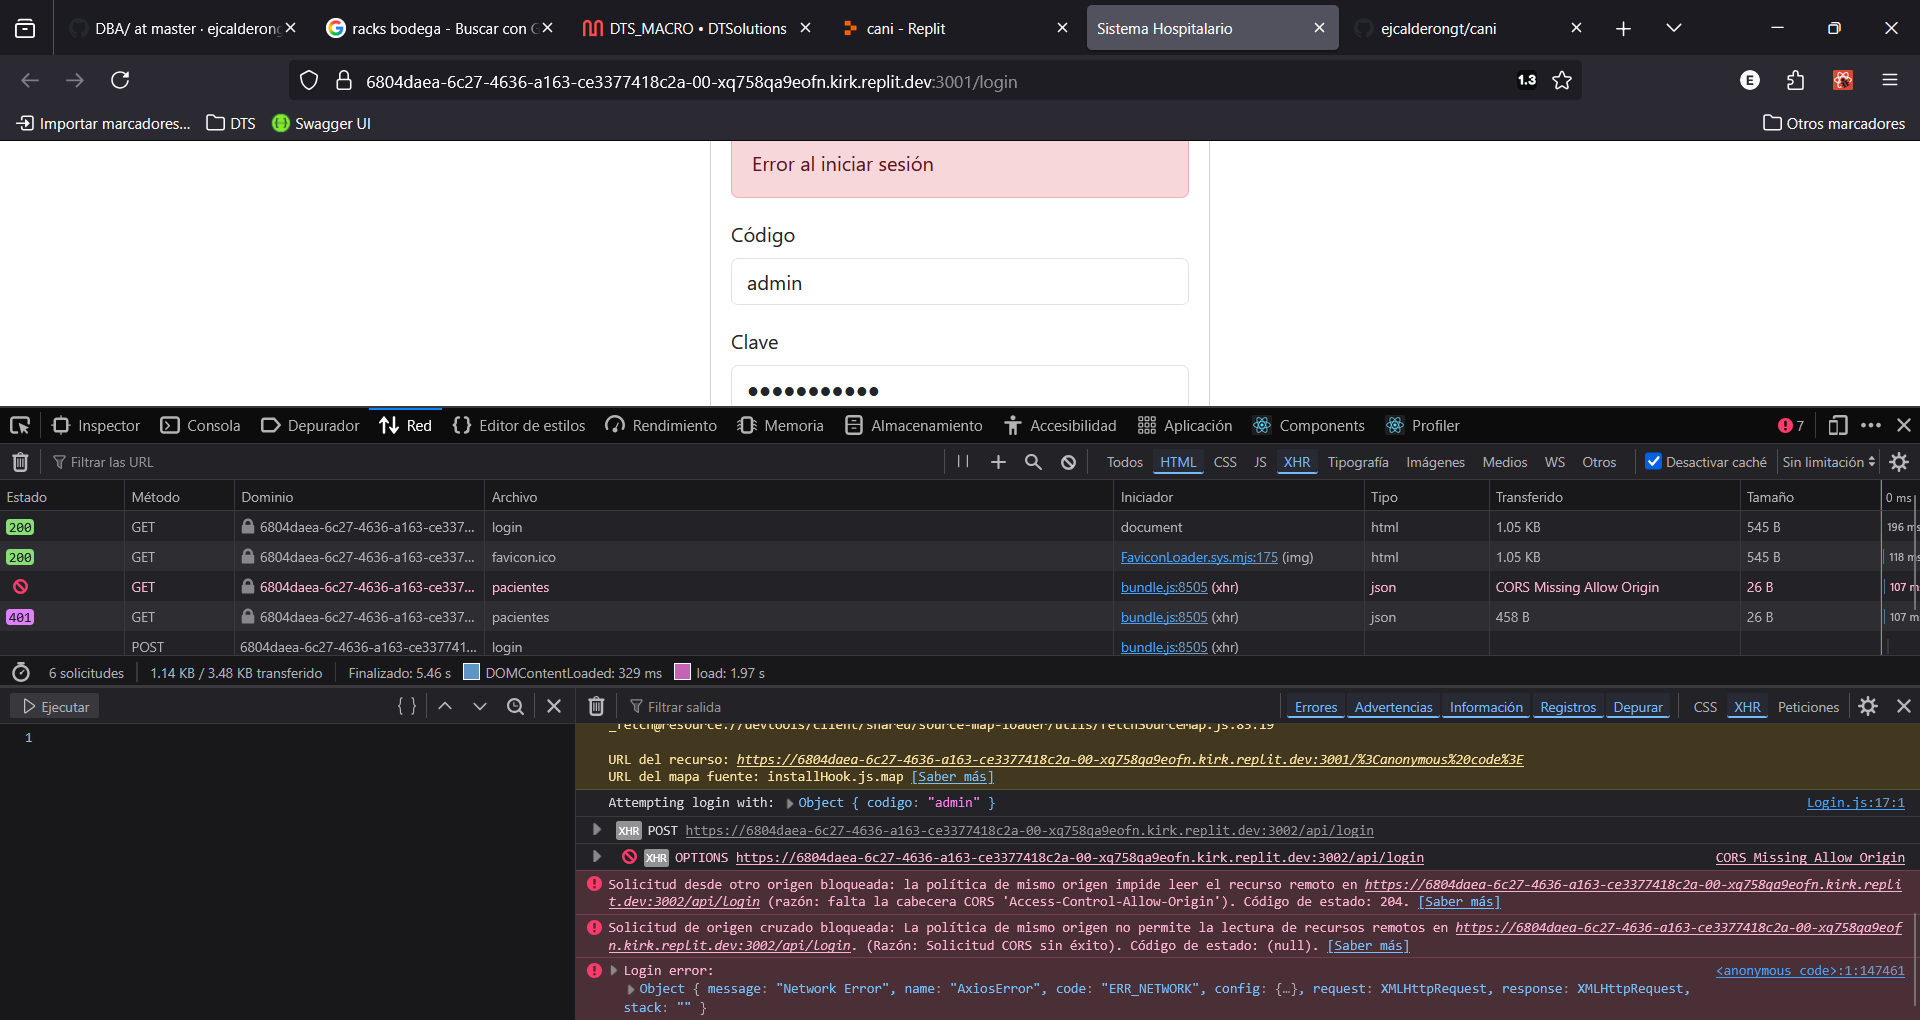 DBA/ at master · ejcalderong
racks bodega - Buscar con G
DTS_MACRO • DTSolutions
cani - Replit
Sistema Hospitalario
ejcalderongt/cani
6804daea-6c27-4636-a163-ce3377418c2a-00-xq758qa9eofn.kirk.replit.dev:3001/login
1.3
E
Importar marcadores...
DTS
Swagger UI
Otros marcadores
Error al iniciar sesión
Código
admin
Clave
Inspector Consola Depurador Red Editor de estilos Rendimiento Memoria Almacenamiento Accesibilidad Aplicación Components Profiler 7
Filtrar las URL
Todos HTML CSS JS XHR Tipografía Imágenes Medios WS Otros Desactivar caché Sin limitación
Estado Método Dominio Archivo Iniciador Tipo Transferido Tamaño 0 ms
200 GET 6804daea-6c27-4636-a163-ce337... login document html 1.05 KB 545 B 196 ms
200 GET 6804daea-6c27-4636-a163-ce337... favicon.ico FaviconLoader.sys.mjs:175 (img) html 1.05 KB 545 B 118 ms
GET 6804daea-6c27-4636-a163-ce337... pacientes bundle.js:8505 (xhr) json CORS Missing Allow Origin 26 B 107 m
401 GET 6804daea-6c27-4636-a163-ce337... pacientes bundle.js:8505 (xhr) json 458 B 26 B 107 m
POST 6804daea-6c27-4636-a163-ce337741... login bundle.js:8505 (xhr)
6 solicitudes 1.14 KB / 3.48 KB transferido Finalizado: 5.46 s DOMContentLoaded: 329 ms load: 1.97 s
Ejecutar { } Filtrar salida Errores Advertencias Información Registros Depurar CSS XHR Peticiones
1
_fetch@resource://devtools/client/shared/source-map-loader/utils/fetchSourceMap.js:83:19
URL del recurso: https://6804daea-6c27-4636-a163-ce3377418c2a-00-xq758qa9eofn.kirk.replit.dev:3001/%3Canonymous%20code%3E
URL del mapa fuente: installHook.js.map [Saber más]
Attempting login with: Object { codigo: "admin" } Login.js:17:1
XHR POST https://6804daea-6c27-4636-a163-ce3377418c2a-00-xq758qa9eofn.kirk.replit.dev:3002/api/login
XHR OPTIONS https://6804daea-6c27-4636-a163-ce3377418c2a-00-xq758qa9eofn.kirk.replit.dev:3002/api/login CORS Missing Allow Origin
Solicitud desde otro origen bloqueada: la política de mismo origen impide leer el recurso remoto en https://6804daea-6c27-4636-a163-ce3377418c2a-00-xq758qa9eofn.kirk.repli
t.dev:3002/api/login (razón: falta la cabecera CORS 'Access-Control-Allow-Origin'). Código de estado: 204. [Saber más]
Solicitud de origen cruzado bloqueada: La política de mismo origen no permite la lectura de recursos remotos en https://6804daea-6c27-4636-a163-ce3377418c2a-00-xq758qa9eof
n.kirk.replit.dev:3002/api/login. (Razón: Solicitud CORS sin éxito). Código de estado: (null). [Saber más]
Login error: <anonymous code>:1:147461
Object { message: "Network Error", name: "AxiosError", code: "ERR_NETWORK", config: {…}, request: XMLHttpRequest, response: XMLHttpRequest,
stack: "" }